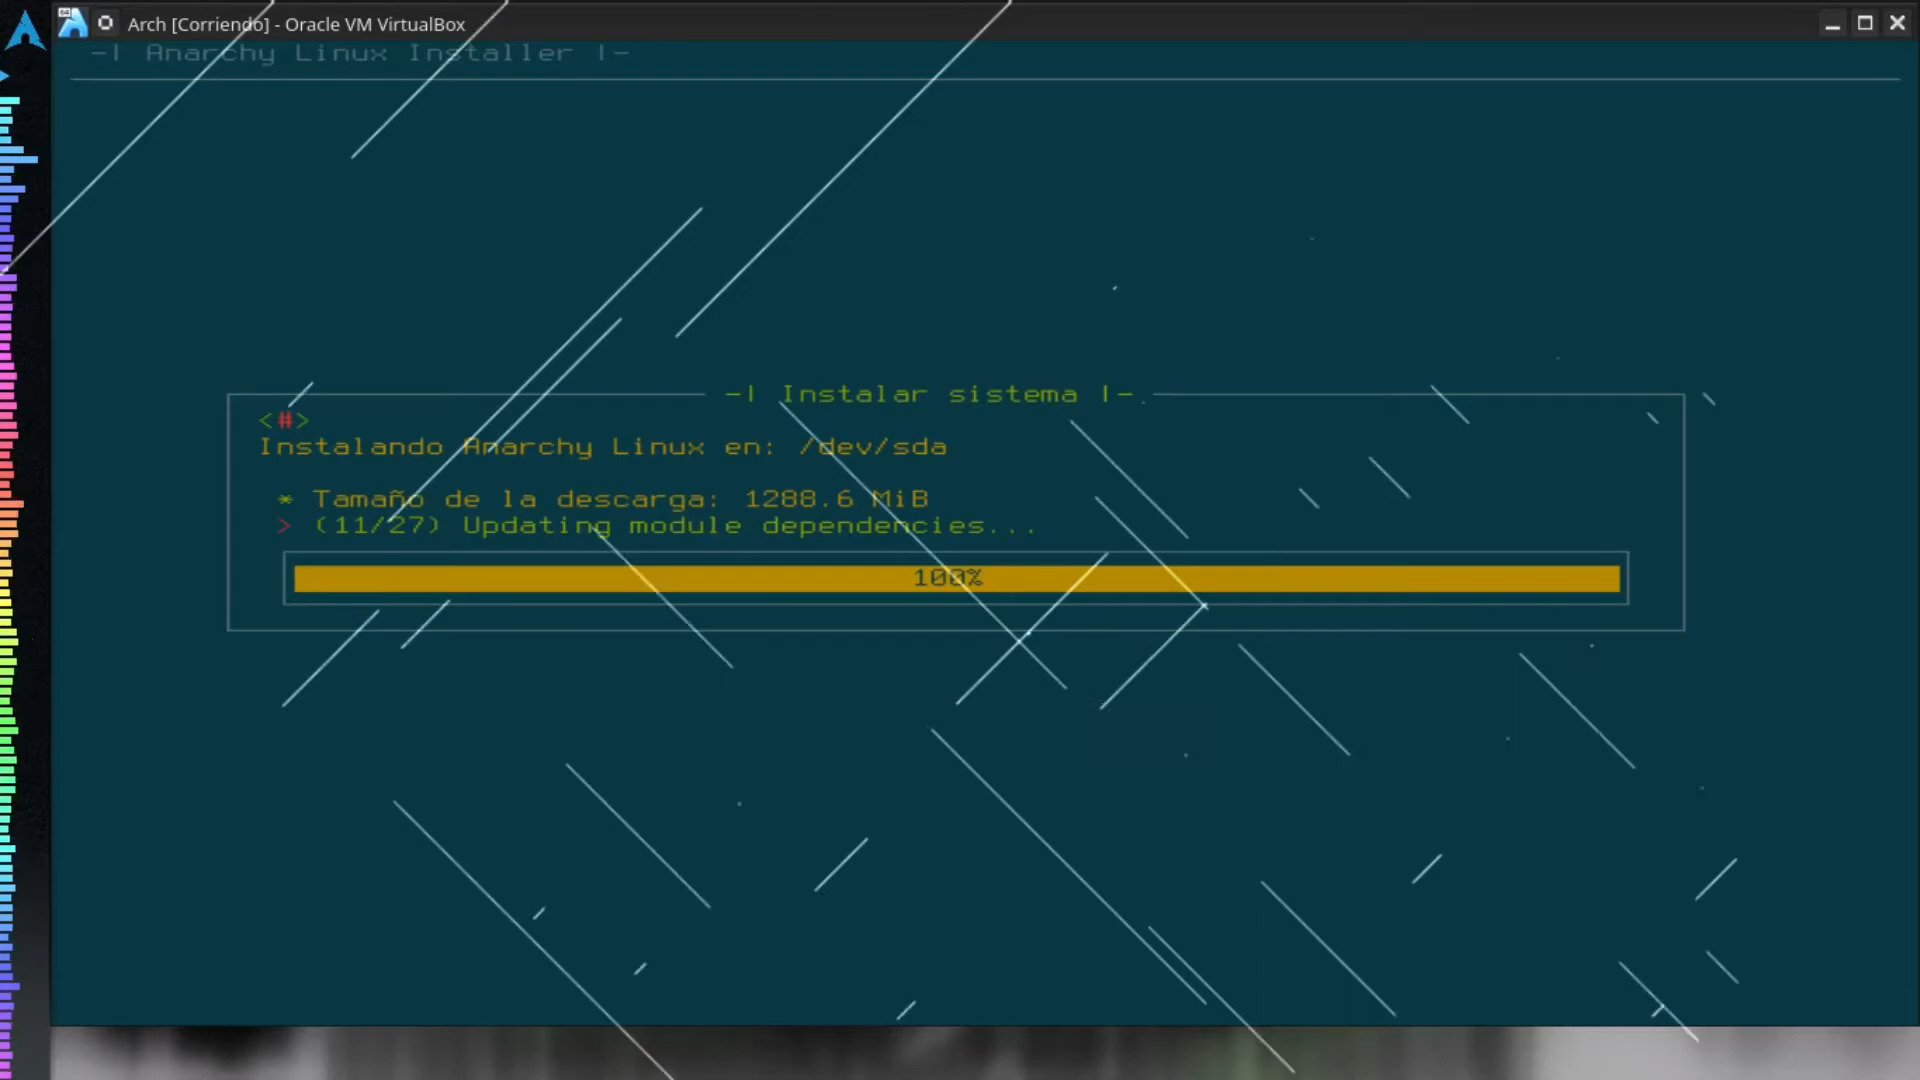 64
Arch [Corriendo] - Oracle VM VirtualBox
-| Anarchy Linux Installer |-
-| Instalar sistema |-
<#>
Instalando Anarchy Linux en: /dev/sda
* Tamaño de la descarga: 1288.6 MiB
> (11/27) Updating module dependencies...
100%